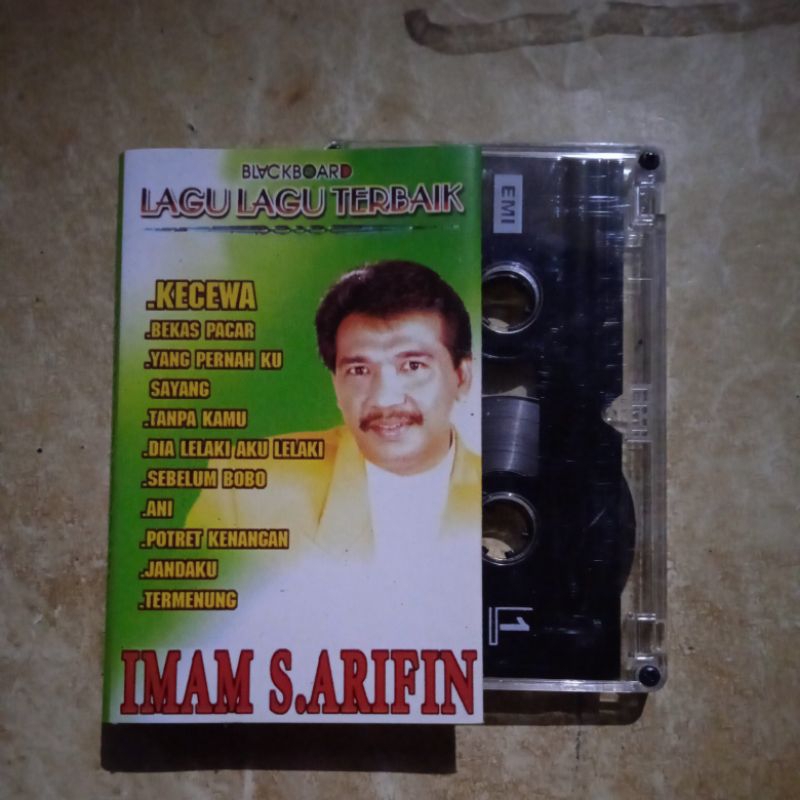 BLACKBOARD
LAGU LAGU TERBAIK
.KECEWA
.BEKAS PACAR
.YANG PERNAH KU
SAYANG
.TANPA KAMU
.DIA LELAKI AKU LELAKI
.SEBELUM BOBO
.ANI
.POTRET KENANGAN
.JANDAKU
.TERMENUNG
IMAM S.ARIFIN
EMI
EMI
1